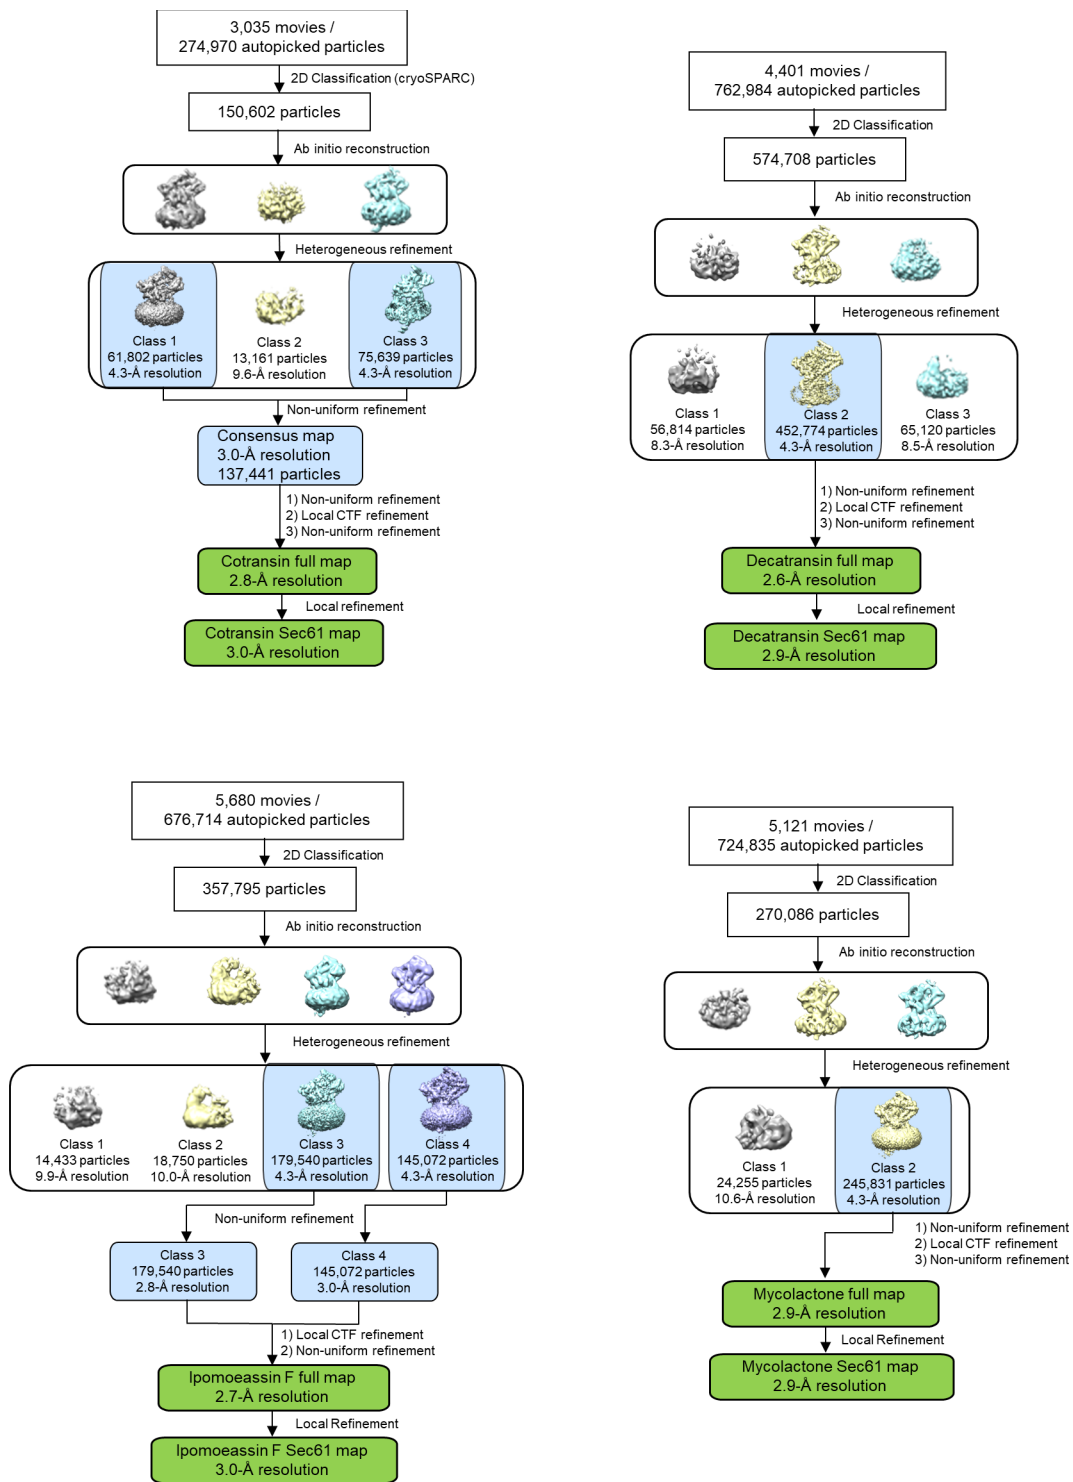 3,035 movies /
274,970 autopicked particles
2D Classification (cryoSPARC)
150,602 particles
Ab initio reconstruction
Heterogeneous refinement
Class 1
61,802 particles
4.3-Å resolution
Class 2
13,161 particles
9.6-Å resolution
Class 3
75,639 particles
4.3-Å resolution
Non-uniform refinement
Consensus map
3.0-Å resolution
137,441 particles
1) Non-uniform refinement
2) Local CTF refinement
3) Non-uniform refinement
Cotransin full map
2.8-Å resolution
Local refinement
Cotransin Sec61 map
3.0-Å resolution
4,401 movies /
762,984 autopicked particles
2D Classification
574,708 particles
Ab initio reconstruction
Heterogeneous refinement
Class 1
56,814 particles
8.3-Å resolution
Class 2
452,774 particles
4.3-Å resolution
Class 3
65,120 particles
8.5-Å resolution
1) Non-uniform refinement
2) Local CTF refinement
3) Non-uniform refinement
Decatransin full map
2.6-Å resolution
Local refinement
Decatransin Sec61 map
2.9-Å resolution
5,680 movies /
676,714 autopicked particles
2D Classification
357,795 particles
Ab initio reconstruction
Heterogeneous refinement
Class 1
14,433 particles
9.9-Å resolution
Class 2
18,750 particles
10.0-Å resolution
Class 3
179,540 particles
4.3-Å resolution
Class 4
145,072 particles
4.3-Å resolution
Non-uniform refinement
Class 3
179,540 particles
2.8-Å resolution
Class 4
145,072 particles
3.0-Å resolution
1) Local CTF refinement
2) Non-uniform refinement
Ipomoeassin F full map
2.7-Å resolution
Local Refinement
Ipomoeassin F Sec61 map
3.0-Å resolution
5,121 movies /
724,835 autopicked particles
2D Classification
270,086 particles
Ab initio reconstruction
Heterogeneous refinement
Class 1
24,255 particles
10.6-Å resolution
Class 2
245,831 particles
4.3-Å resolution
1) Non-uniform refinement
2) Local CTF refinement
3) Non-uniform refinement
Mycolactone full map
2.9-Å resolution
Local Refinement
Mycolactone Sec61 map
2.9-Å resolution